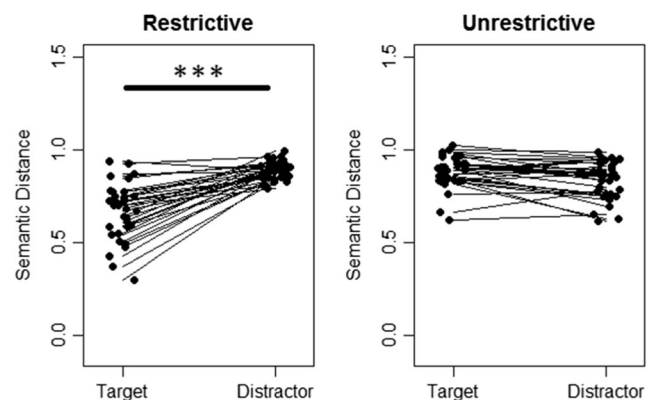 Restrictive
Unrestrictive
Semantic Distance
1.5
1.0
0.5
0.0
***
Target
Distractor
Semantic Distance
1.5
1.0
0.5
0.0
Target
Distractor